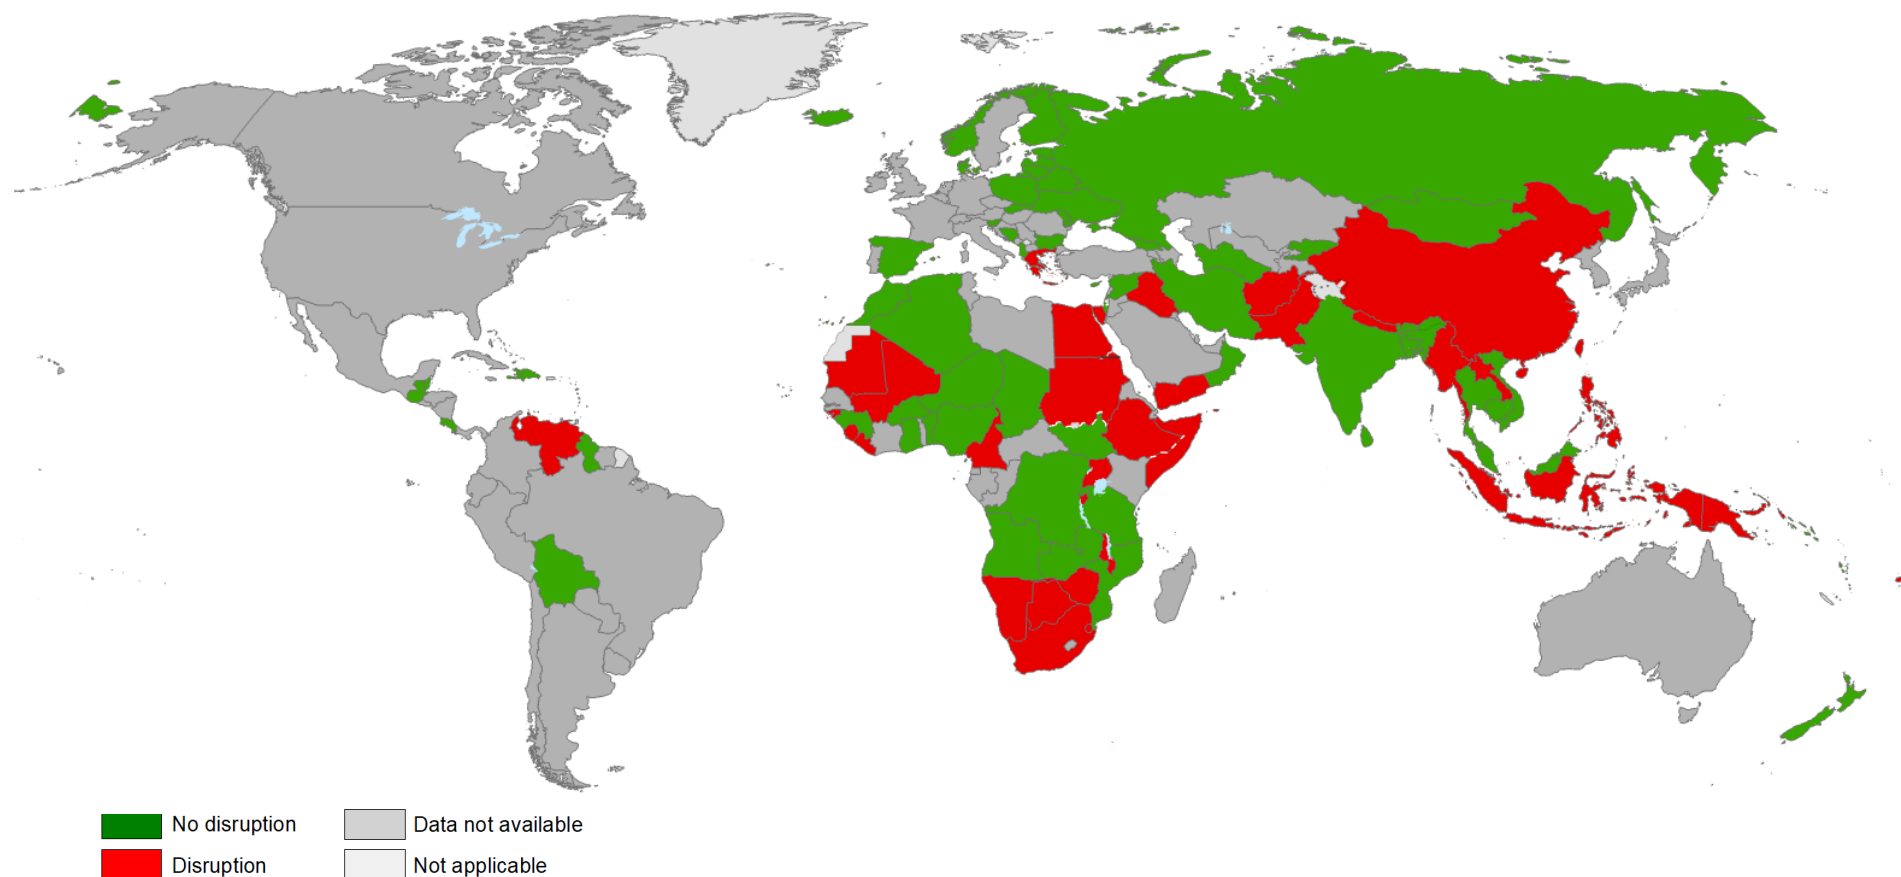 No disruption
Data not available
Disruption
Not applicable